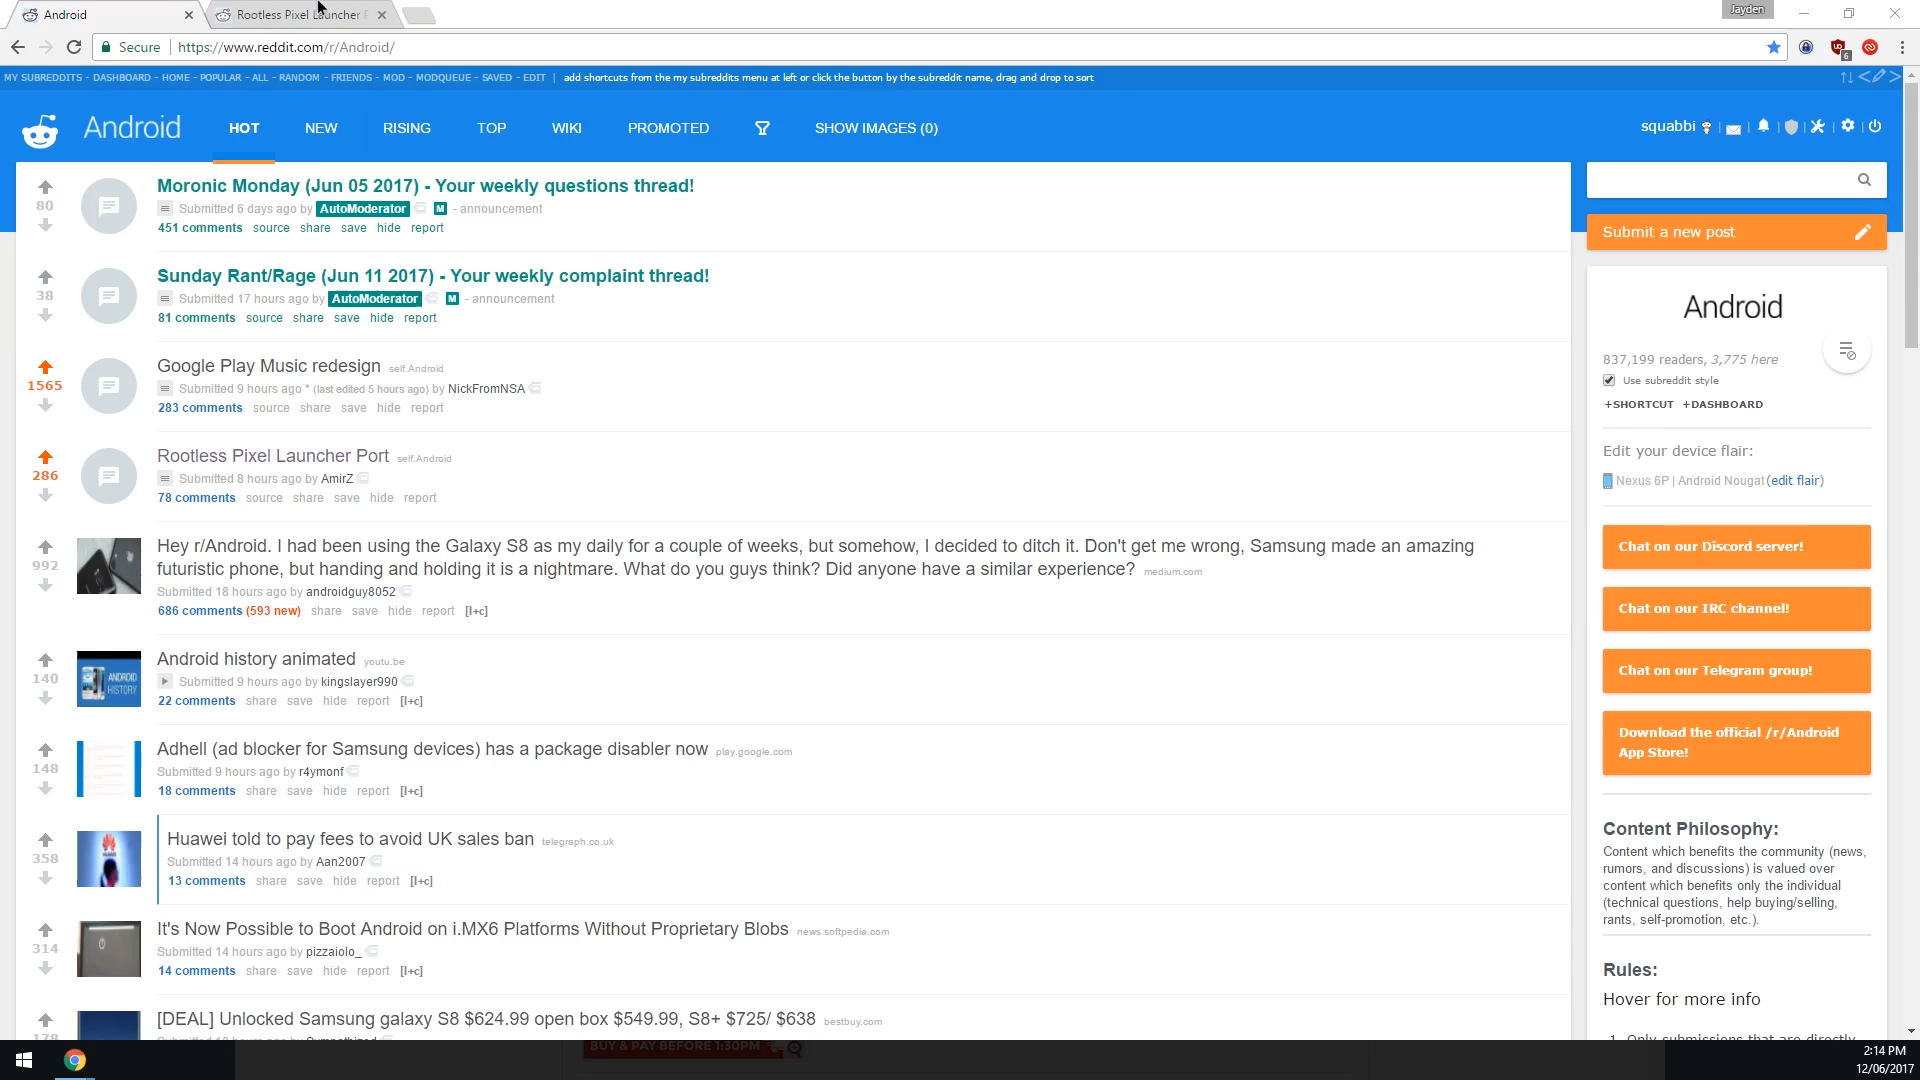 Android
Rootless Pixel Launcher P
Jayden
Secure https://www.reddit.com/r/Android/
6
MY SUBREDDITS - DASHBOARD - HOME - POPULAR - ALL - RANDOM - FRIENDS - MOD - MODQUEUE - SAVED - EDIT | add shortcuts from the my subreddits menu at left or click the button by the subreddit name, drag and drop to sort
Android HOT NEW RISING TOP WIKI PROMOTED SHOW IMAGES (0)
squabbi
80
Moronic Monday (Jun 05 2017) - Your weekly questions thread!
Submitted 6 days ago by AutoModerator M - announcement
451 comments source share save hide report
38
Sunday Rant/Rage (Jun 11 2017) - Your weekly complaint thread!
Submitted 17 hours ago by AutoModerator M - announcement
81 comments source share save hide report
1565
Google Play Music redesign self.Android
Submitted 9 hours ago * (last edited 5 hours ago) by NickFromNSA
283 comments source share save hide report
286
Rootless Pixel Launcher Port self.Android
Submitted 8 hours ago by AmirZ
78 comments source share save hide report
992
Hey r/Android. I had been using the Galaxy S8 as my daily for a couple of weeks, but somehow, I decided to ditch it. Don't get me wrong, Samsung made an amazing
futuristic phone, but handing and holding it is a nightmare. What do you guys think? Did anyone have a similar experience? medium.com
Submitted 18 hours ago by androidguy8052
686 comments (593 new) share save hide report [l+c]
140
ANDROID
HISTORY
Android history animated youtu.be
Submitted 9 hours ago by kingslayer990
22 comments share save hide report [l+c]
148
Adhell (ad blocker for Samsung devices) has a package disabler now play.google.com
Submitted 9 hours ago by r4ymonf
18 comments share save hide report [l+c]
358
Huawei told to pay fees to avoid UK sales ban telegraph.co.uk
Submitted 14 hours ago by Aan2007
13 comments share save hide report [l+c]
314
It's Now Possible to Boot Android on i.MX6 Platforms Without Proprietary Blobs news.softpedia.com
Submitted 14 hours ago by pizzaiolo_
14 comments share save hide report [l+c]
178
[DEAL] Unlocked Samsung galaxy S8 $624.99 open box $549.99, S8+ $725/ $638 bestbuy.com
Submit a new post
Android
837,199 readers, 3,775 here
Use subreddit style
+SHORTCUT +DASHBOARD
Edit your device flair:
Nexus 6P | Android Nougat (edit flair)
Chat on our Discord server!
Chat on our IRC channel!
Chat on our Telegram group!
Download the official /r/Android
App Store!
Content Philosophy:
Content which benefits the community (news,
rumors, and discussions) is valued over
content which benefits only the individual
(technical questions, help buying/selling,
rants, self-promotion, etc.).
Rules:
Hover for more info
1. Only submissions that are directly
BUY & PAY BEFORE 1:30PM
2:14 PM
12/06/2017